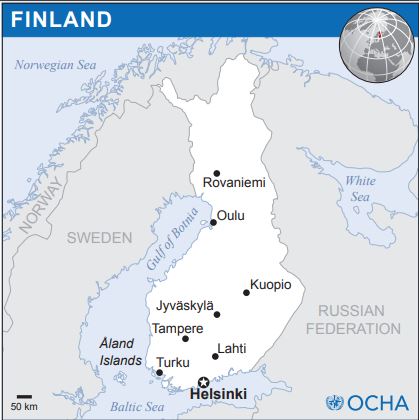 FINLAND
Norwegian Sea
NORWAY
SWEDEN
White
Sea
Rovaniemi
Oulu
Gulf of Botnia
Kuopio
Jyväskylä
Tampere
RUSSIAN
FEDERATION
Åland
Islands
Lahti
Turku
Helsinki
Baltic Sea
50 km
OCHA